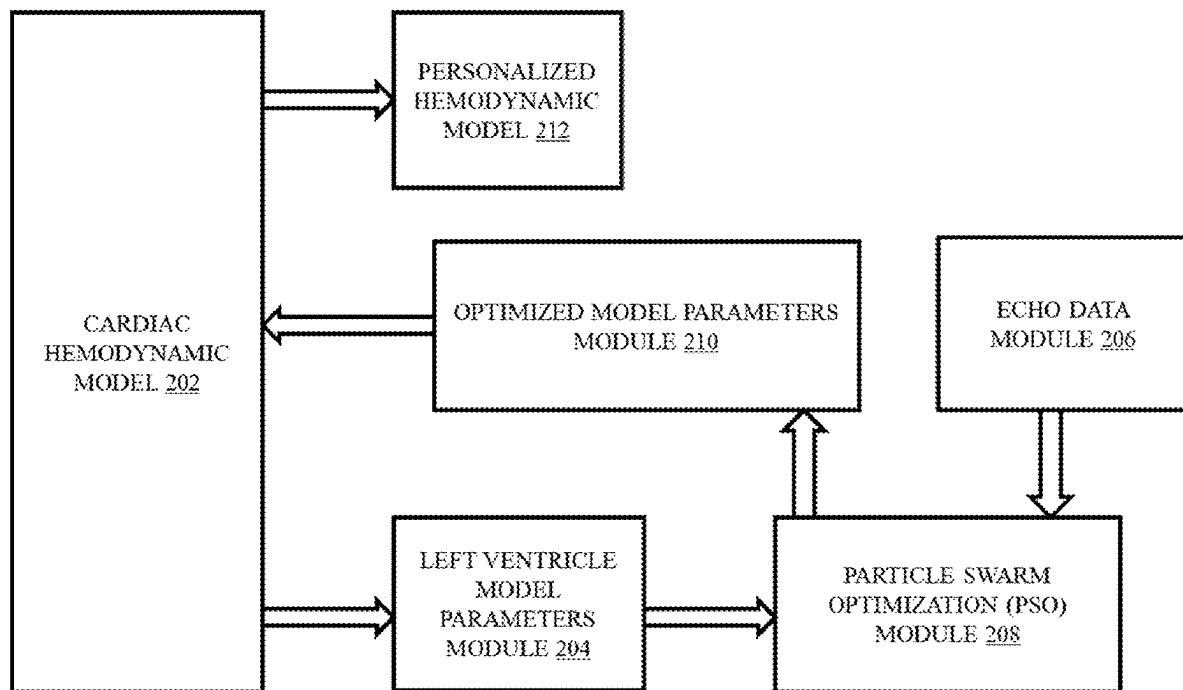 PERSONALIZED
HEMODYNAMIC
MODEL 212
CARDIAC
HEMODYNAMIC
MODEL 202
OPTIMIZED MODEL PARAMETERS
MODULE 210
ECHO DATA
MODULE 206
LEFT VENTRICLE
MODEL
PARAMETERS
MODULE 204
PARTICLE SWARM
OPTIMIZATION (PSO)
MODULE 208